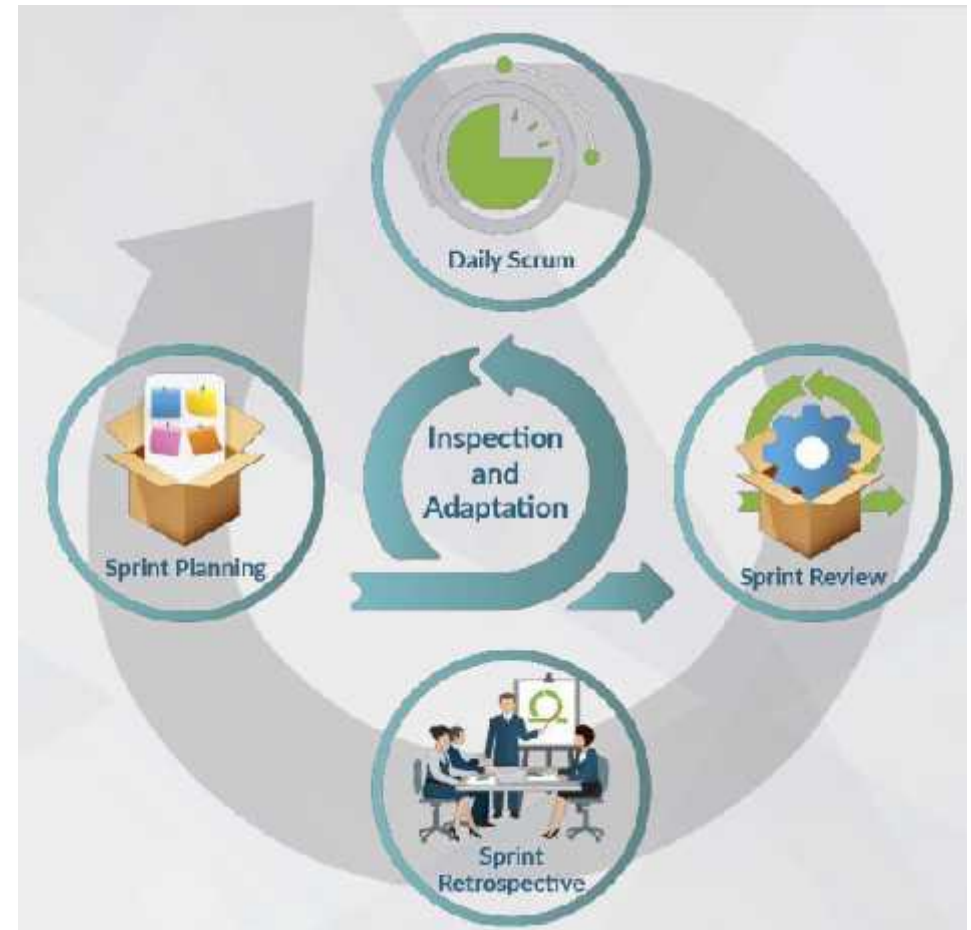 Daily Scrum
Inspection
and
Adaptation
Sprint Planning
Sprint Review
Sprint
Retrospective